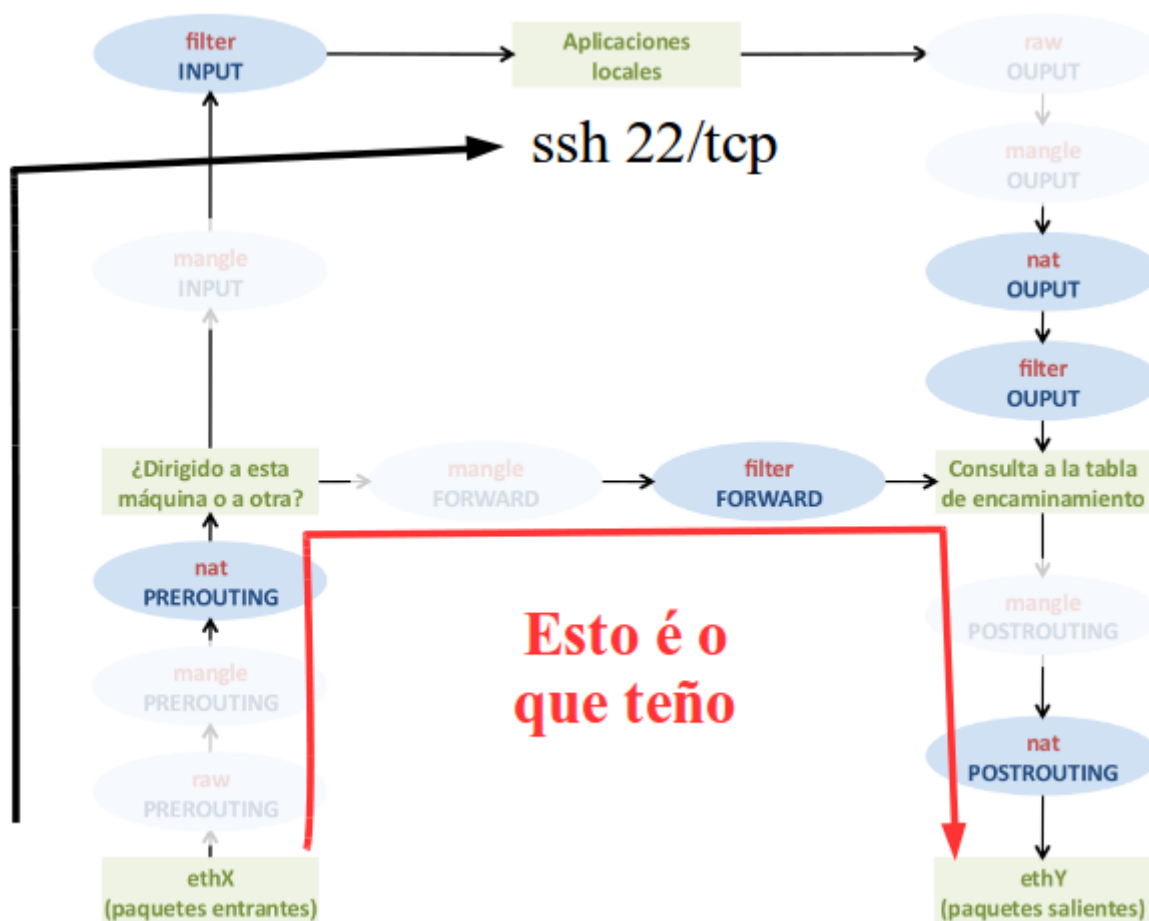 filter
INPUT
Aplicaciones
locales
raw
OUPUT
ssh 22/tcp
mangle
OUPUT
mangle
INPUT
nat
OUPUT
filter
OUPUT
¿Dirigido a esta
máquina o a otra?
mangle
FORWARD
filter
FORWARD
Consulta a la tabla
de encaminamiento
nat
PREROUTING
Esto é o
que teño
mangle
POSTROUTING
mangle
PREROUTING
nat
POSTROUTING
raw
PREROUTING
ethX
(paquetes entrantes)
ethY
(paquetes salientes)